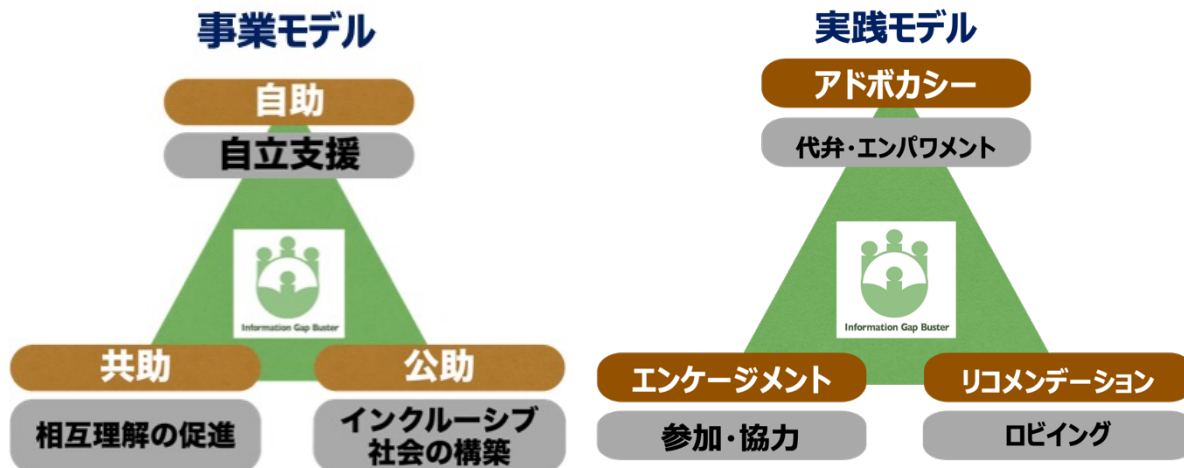 事業モデル
自助
自立支援
Information Gap Buster
共助
相互理解の促進
公助
インクルーシブ
社会の構築
実践モデル
アドボカシー
代弁・エンパワメント
Information Gap Buster
エンゲージメント
参加・協力
リコメンデーション
ロビイング